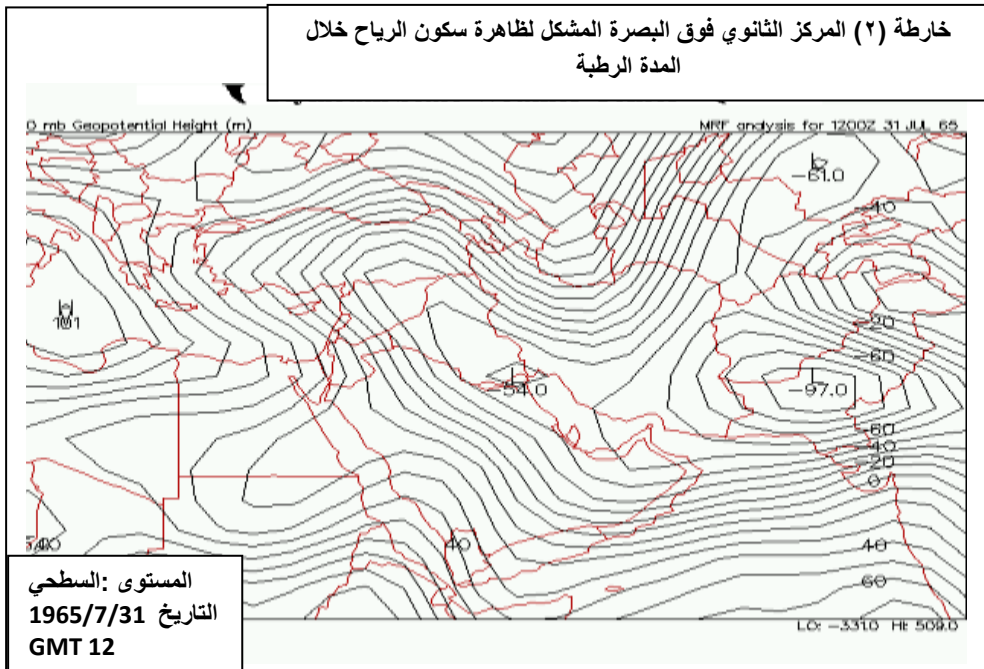 خارطة (٢) المركز الثانوي فوق البصرة المشكل لظاهرة سكون الرياح خلال
المدة الرطبة
0 mb Geopotential Height (m)
MRF analysis for 1200Z 31 JUL 65
L
-61.0
-40
H
101
-20
L
-54.0
-60
L
-97.0
-60
-40
-20
0
40
40
60
المستوى :السطحي
التاريخ 1965/7/31
GMT 12
LO: -331.0 HI: 509.0